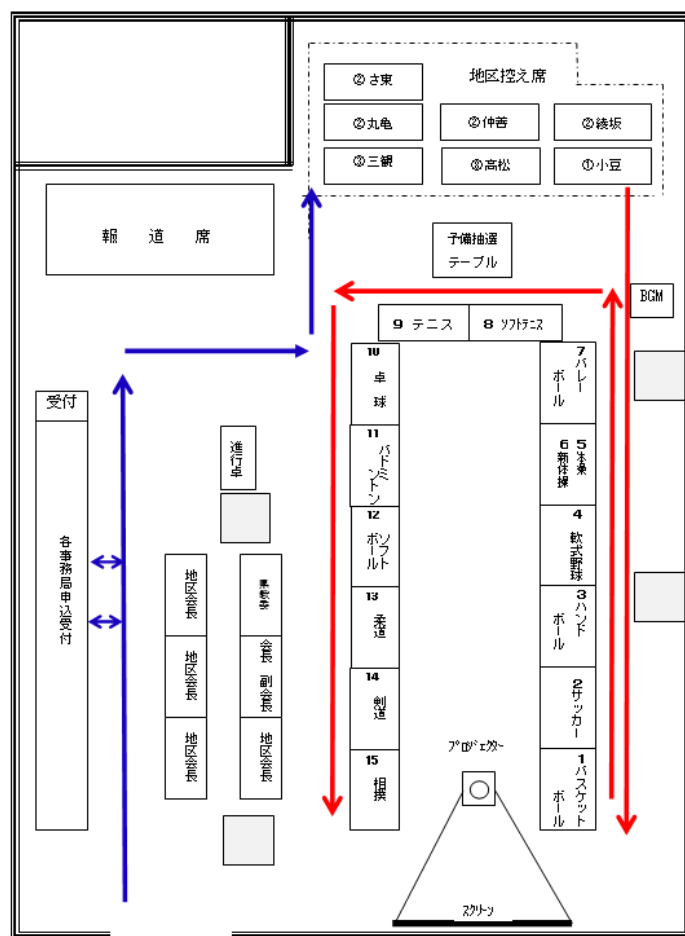 地区控え席
②さ東
②丸亀
②仲善
②綾坂
③三観
③高松
①小豆
報道席
予備抽選
テーブル
BGM
9 テニス
8 ソフトテニス
10 卓球
7 バレー
ボール
受付
進行卓
11 バドミントン
5 体操
6 新体操
12 ソフト
ボール
4 軟式野球
各事務局申込受付
地区会長
県教委
13 柔道
3 ハンド
ボール
地区会長
会長 副会長
14 剣道
2 サッカー
地区会長
地区会長
15 相撲
プロジェクター
1 バスケット
ボール
スクリーン